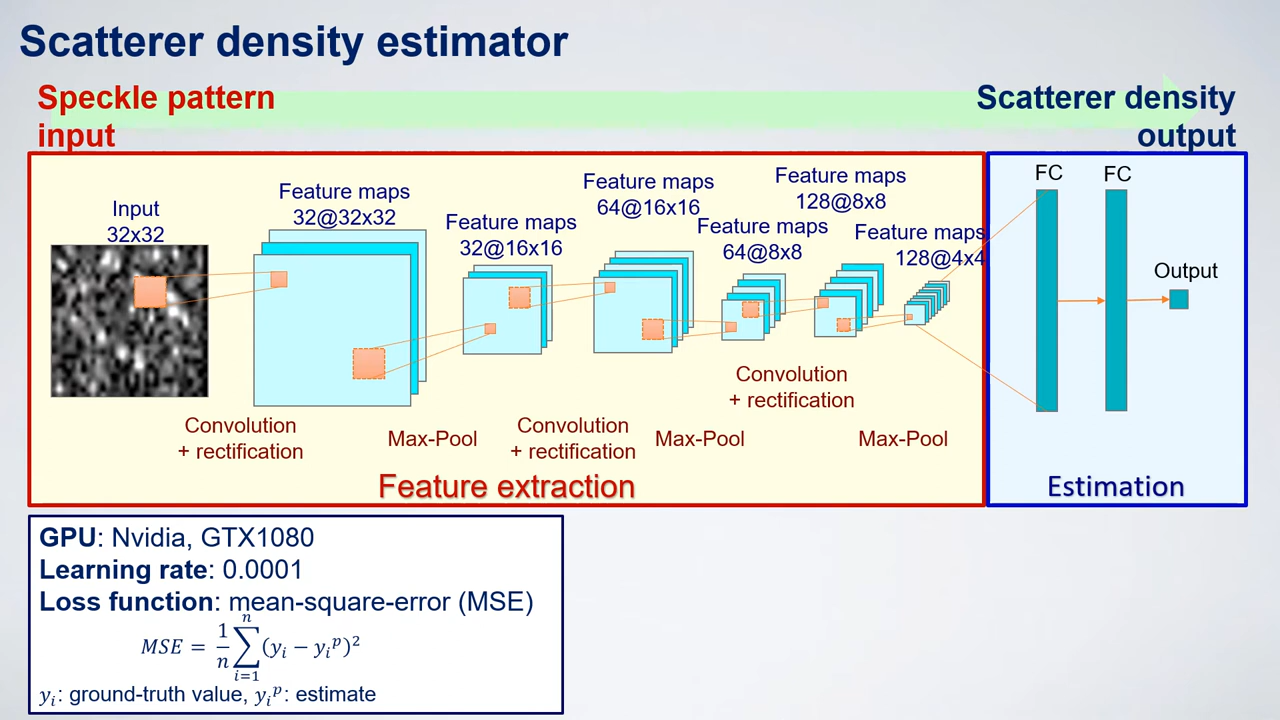 Scatterer density estimator
Speckle pattern
input
Scatterer density
output
Input
32x32
Feature maps
32@32x32
Feature maps
32@16x16
Feature maps
64@16x16
Feature maps
64@8x8
Feature maps
128@8x8
Feature maps
128@4x4
FC
FC
Output
Convolution
+ rectification
Max-Pool
Convolution
+ rectification
Max-Pool
Convolution
+ rectification
Max-Pool
Feature extraction
Estimation
GPU: Nvidia, GTX1080
Learning rate: 0.0001
Loss function: mean-square-error (MSE)
MSE = \frac{1}{n} \sum_{i=1}^{n} (y_i − y_i^p)^2
y_i: ground-truth value, y_i^p: estimate